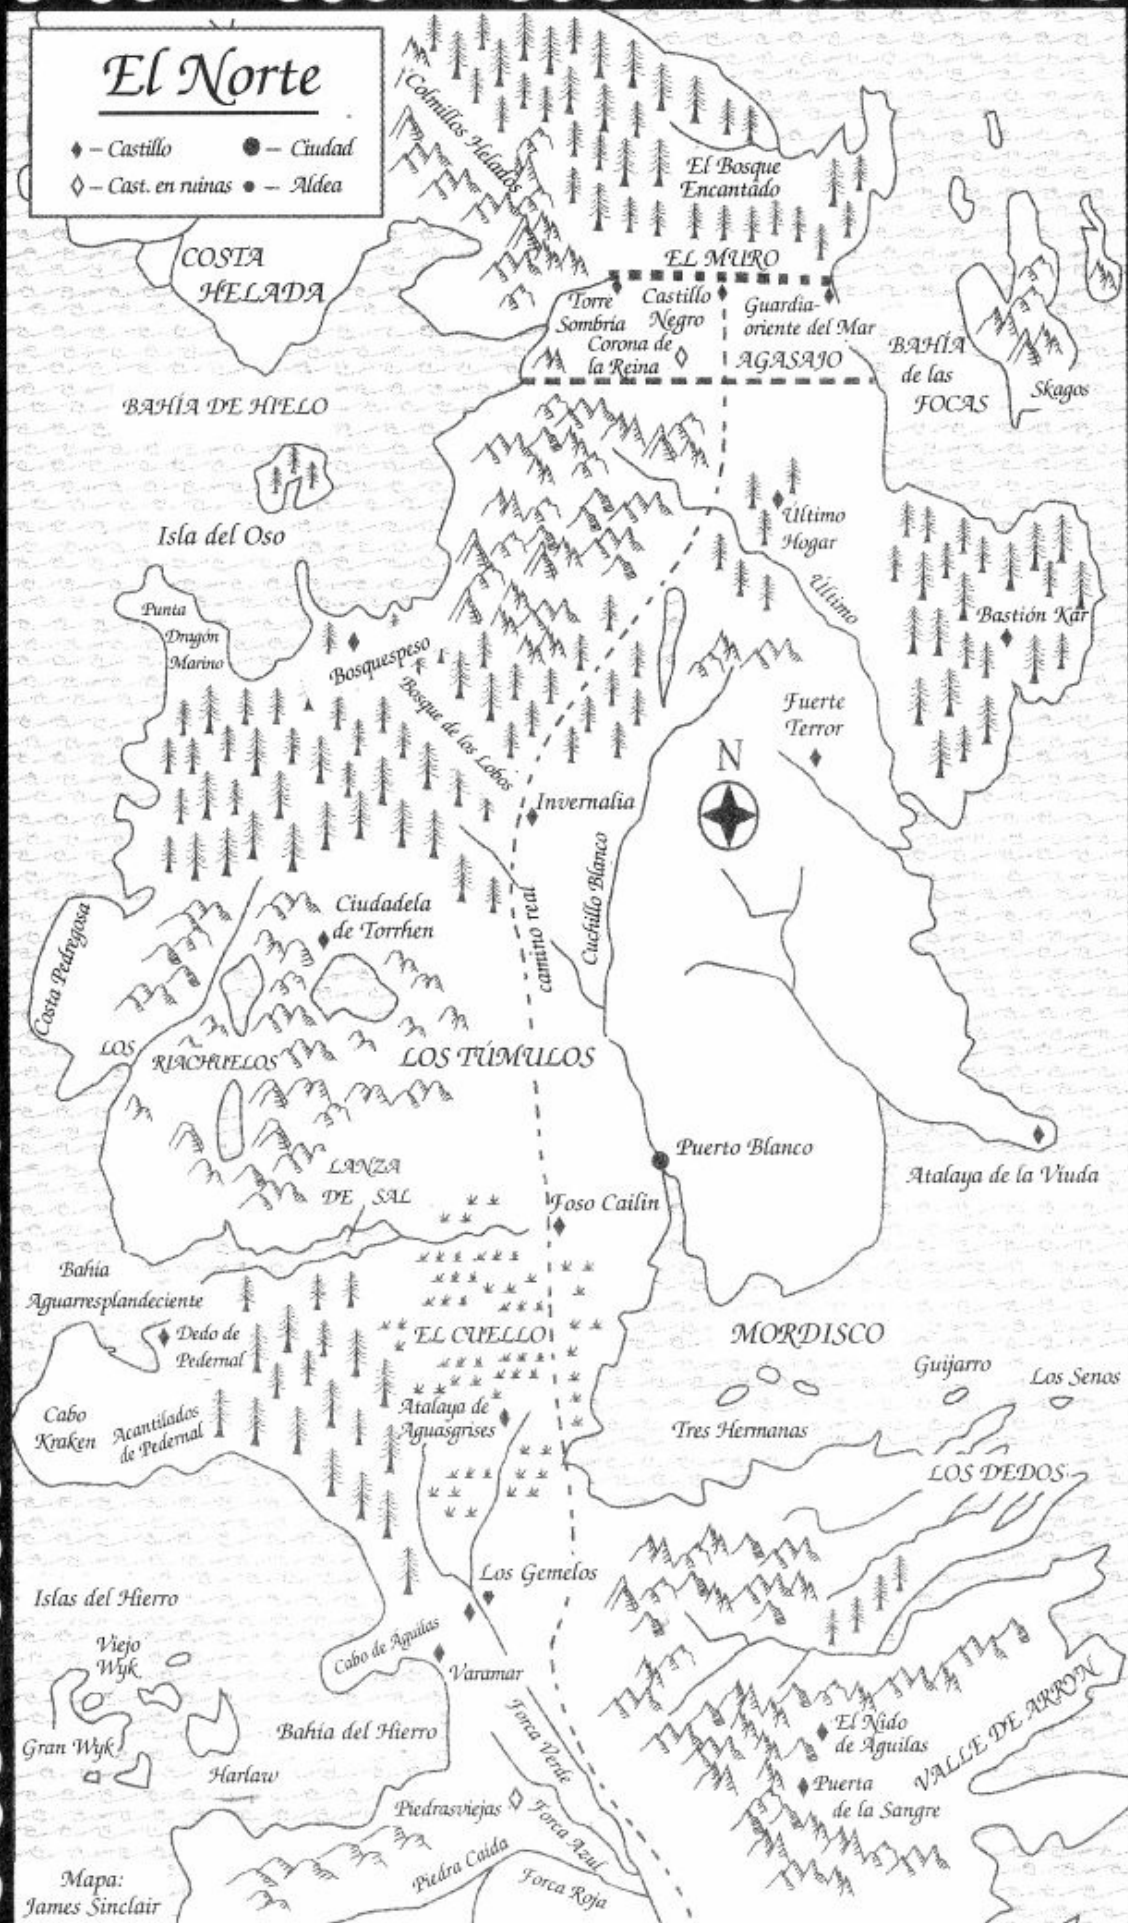 El Norte
– Castillo
– Ciudad
– Cast. en ruinas
– Aldea
Colmillos Helados
El Bosque
Encantado
COSTA
HELADA
EL MURO
Torre
Sombría
Castillo
Negro
Guardia-
oriente del Mar
Corona de
la Reina
AGASAJO
BAHÍA
de las
FOCAS
Skagos
BAHÍA DE HIELO
Isla del Oso
Último
Hogar
Último
Punta
Dragón
Marino
Bosquespeso
Bosque de los Lobos
Bastión Kar
Fuerte
Terror
N
Invernalia
Cuchillo Blanco
camino real
Ciudadela
de Torrhen
Costa Pedregosa
LOS
RIACHUELOS
LOS TÚMULOS
Puerto Blanco
Atalaya de la Viuda
LANZA
DE SAL
Foso Cailin
Bahía
Aguarresplandeciente
Dedo de
Pedernal
EL CUELLO
MORDISCO
Guijarro
Los Senos
Cabo
Kraken
Acantilados
de Pedernal
Atalaya de
Aguasgrises
Tres Hermanas
LOS DEDOS
Islas del Hierro
Los Gemelos
Viejo
Wyk
Cabo de Águilas
Varamar
Gran Wyk
Harlaw
Bahía del Hierro
Forca Verde
El Nido
de Águilas
VALLE DE ARRYN
Puerta
de la Sangre
Piedrasviejas
Forca Azul
Piedra Caída
Forca Roja
Mapa:
James Sinclair